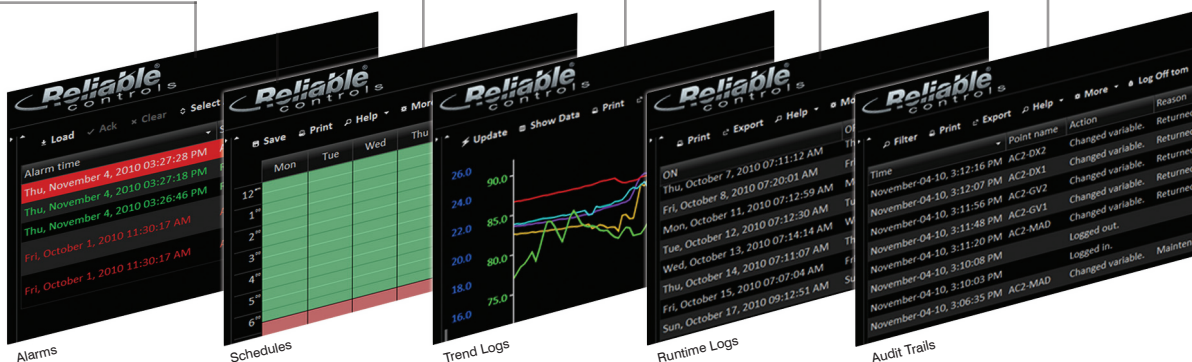 Reliable
controls
Load
Ack
Clear
Select
Alarm time
Thu, November 4, 2010 03:27:28 PM
Thu, November 4, 2010 03:27:18 PM
Thu, November 4, 2010 03:26:46 PM
Fri, October 1, 2010 11:30:17 AM
Fri, October 1, 2010 11:30:17 AM
Alarms
Reliable
controls
Save
Print
Help
More
Mon
Tue
Wed
Thu
12
1
2
3
4
5
6
Schedules
Reliable
controls
Update
Show Data
Print
26.0
24.0
22.0
20.0
18.0
16.0
90.0
85.0
80.0
75.0
Trend Logs
Reliable
controls
Print
Export
Help
ON
Thu, October 7, 2010 07:11:12 AM
Fri, October 8, 2010 07:20:01 AM
Mon, October 11, 2010 07:12:59 AM
Tue, October 12, 2010 07:12:30 AM
Wed, October 13, 2010 07:14:14 AM
Thu, October 14, 2010 07:11:07 AM
Fri, October 15, 2010 07:07:04 AM
Sun, October 17, 2010 09:12:51 AM
Runtime Logs
Reliable
controls
Filter
Print
Export
Help
More
Log Off tom
Time Point name Action Reason
November-04-10, 3:12:16 PM AC2-DX2 Changed variable. Returned
November-04-10, 3:12:07 PM AC2-DX1 Changed variable. Returned
November-04-10, 3:11:56 PM AC2-GV2 Changed variable. Returned
November-04-10, 3:11:48 PM AC2-GV1 Changed variable. Returned
November-04-10, 3:11:20 PM AC2-MAD Changed variable.
November-04-10, 3:10:08 PM Logged out.
November-04-10, 3:10:03 PM Logged in.
November-04-10, 3:06:35 PM AC2-MAD Changed variable.
Audit Trails